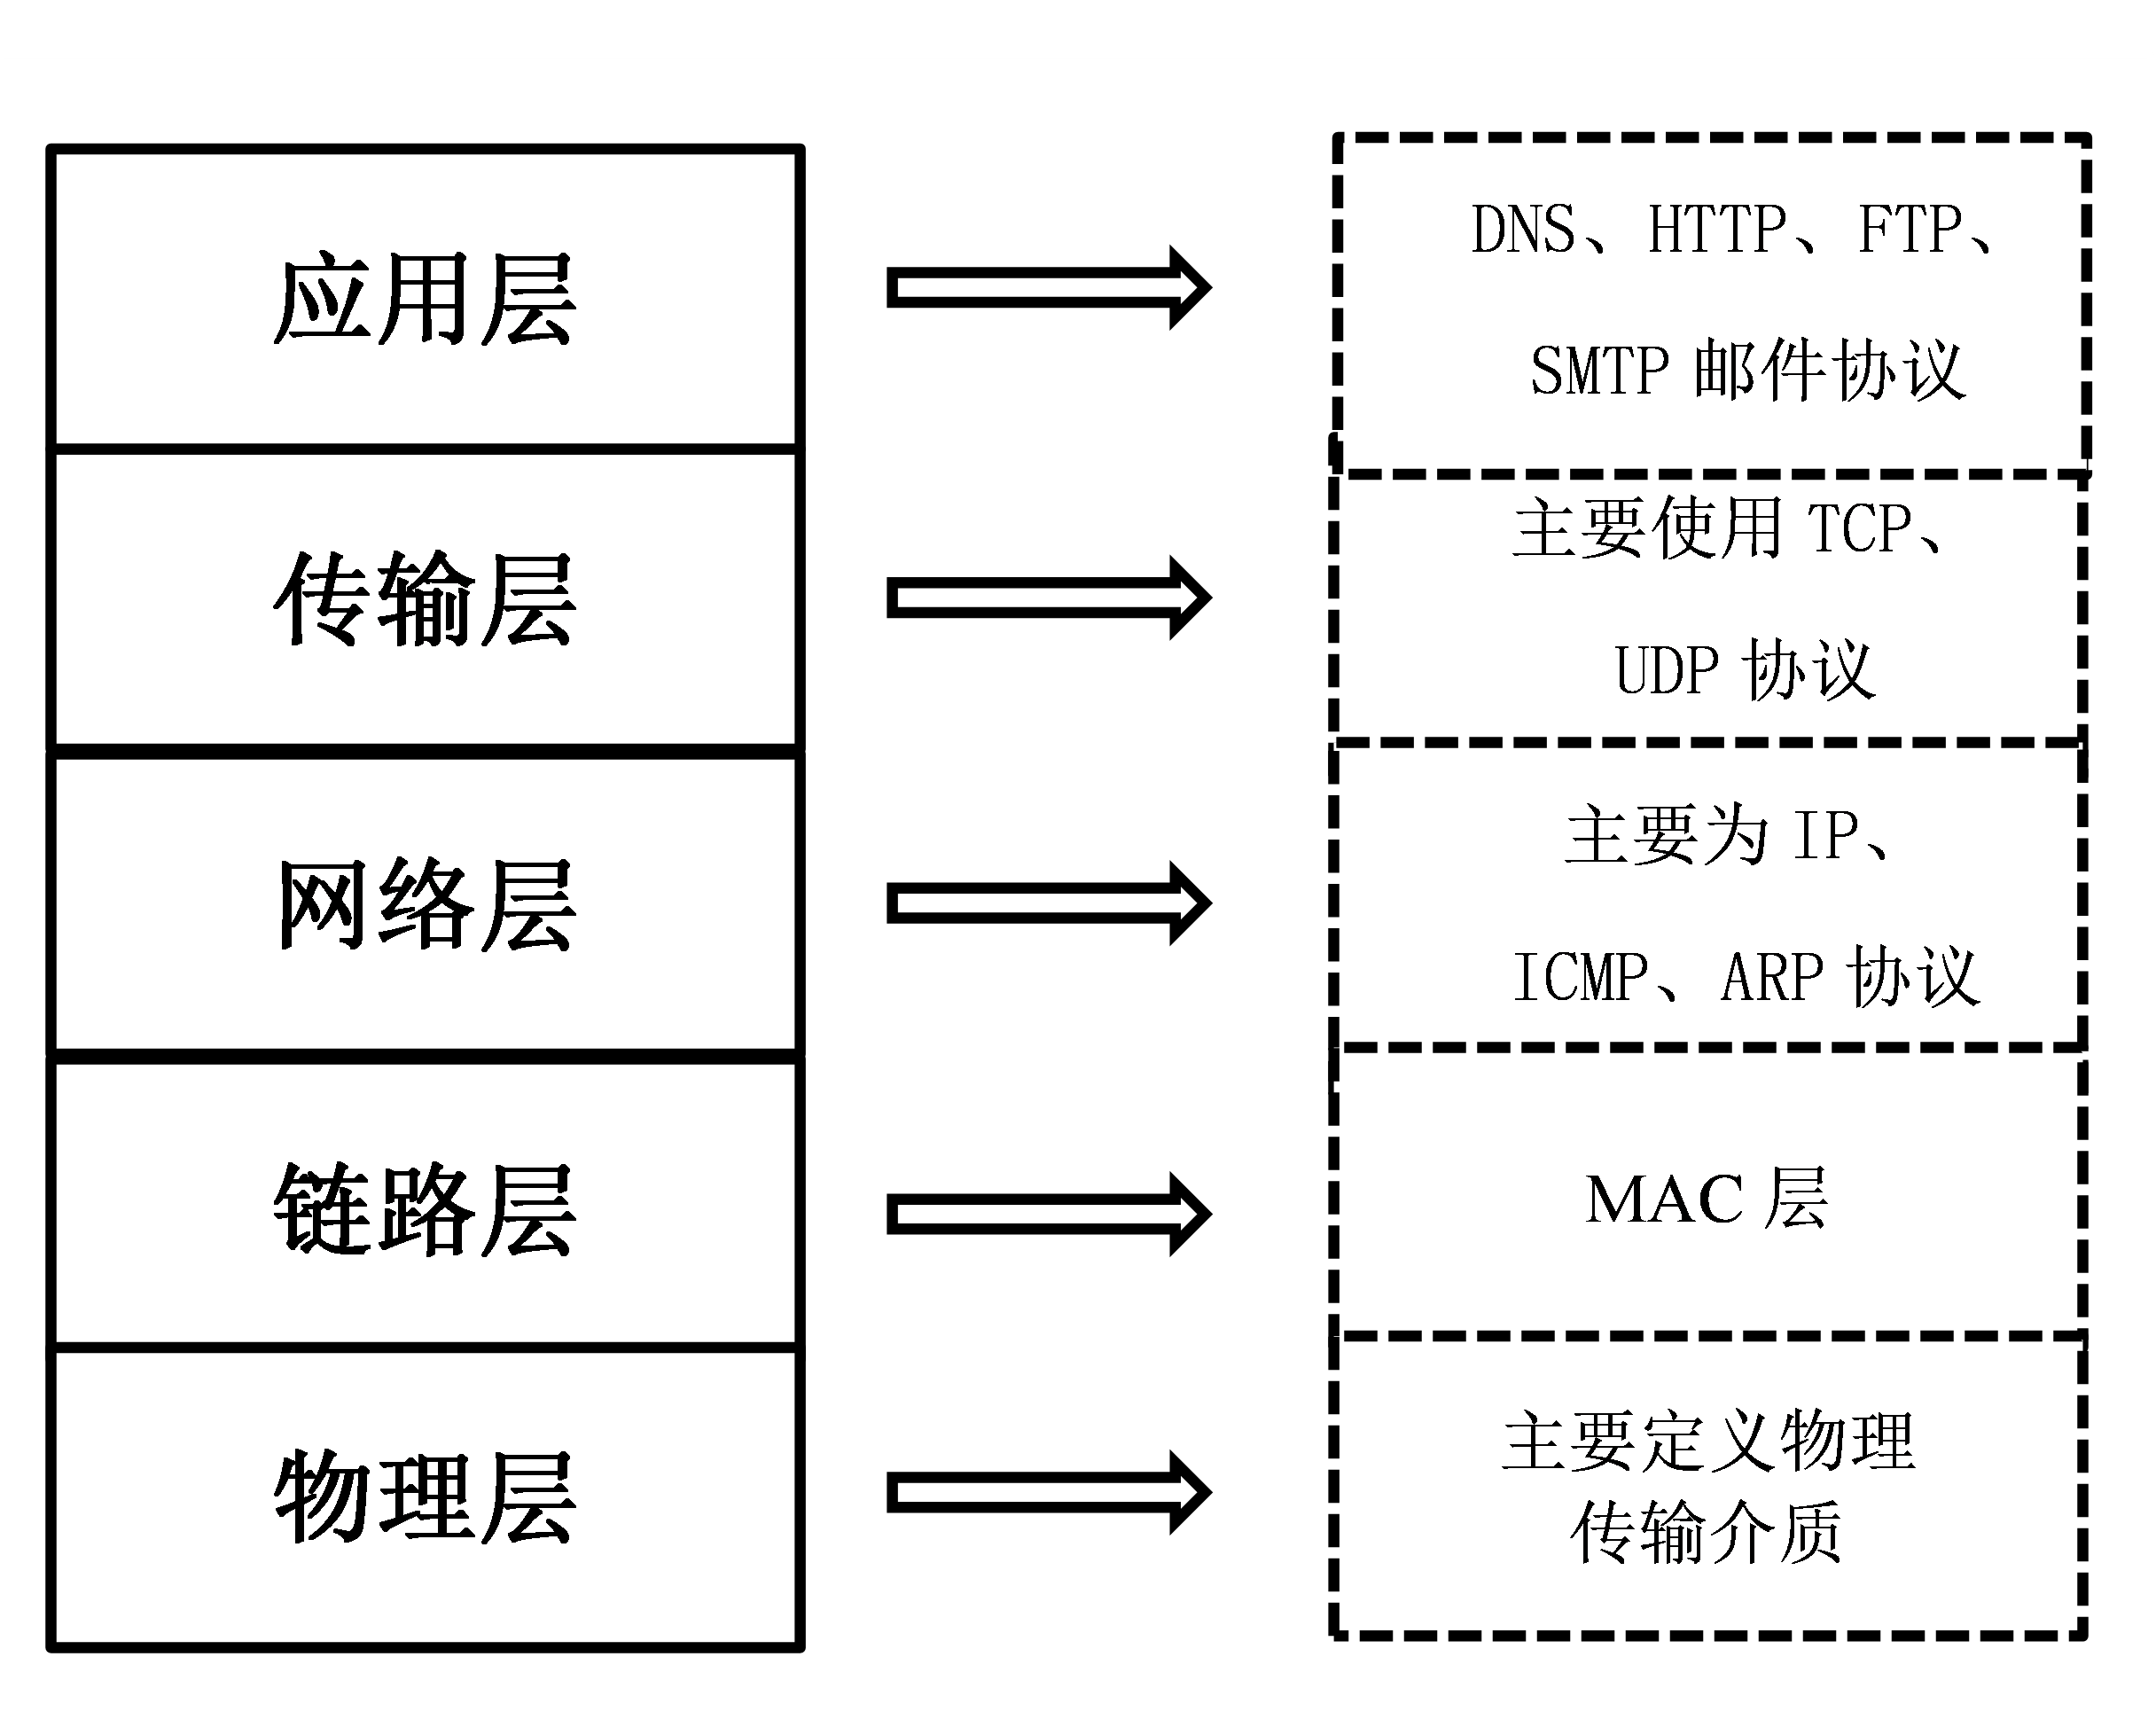 应用层
DNS、HTTP、FTP、
SMTP 邮件协议
传输层
主要使用 TCP、
UDP 协议
网络层
主要为 IP、
ICMP、ARP 协议
链路层
MAC 层
物理层
主要定义物理
传输介质